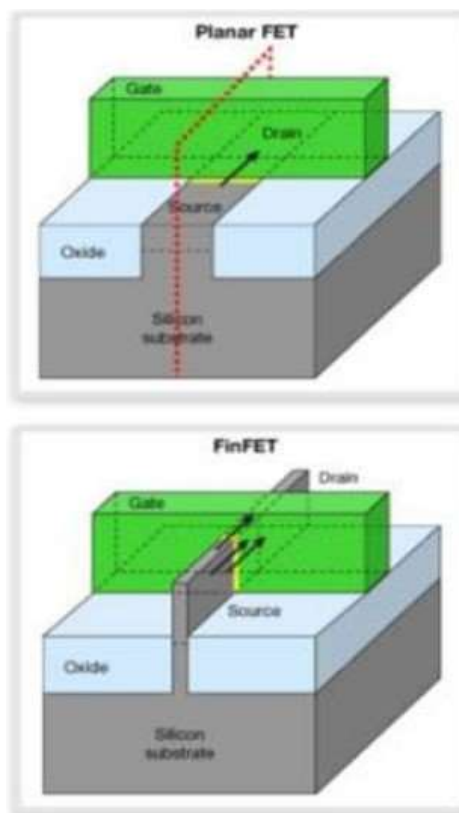 Planar FET
Gate
Drain
Source
Oxide
Silicon
substrate
FinFET
Drain
Gate
Source
Oxide
Silicon
substrate